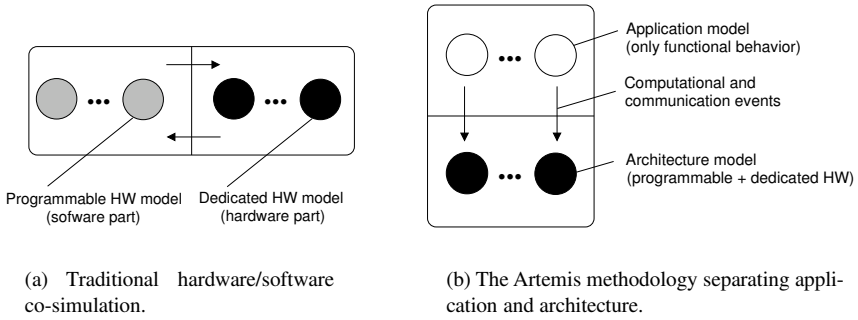 Programmable HW model
(sofware part)
Dedicated HW model
(hardware part)
(a) Traditional hardware/software
co-simulation.
Application model
(only functional behavior)
Computational and
communication events
Architecture model
(programmable + dedicated HW)
(b) The Artemis methodology separating appli-
cation and architecture.